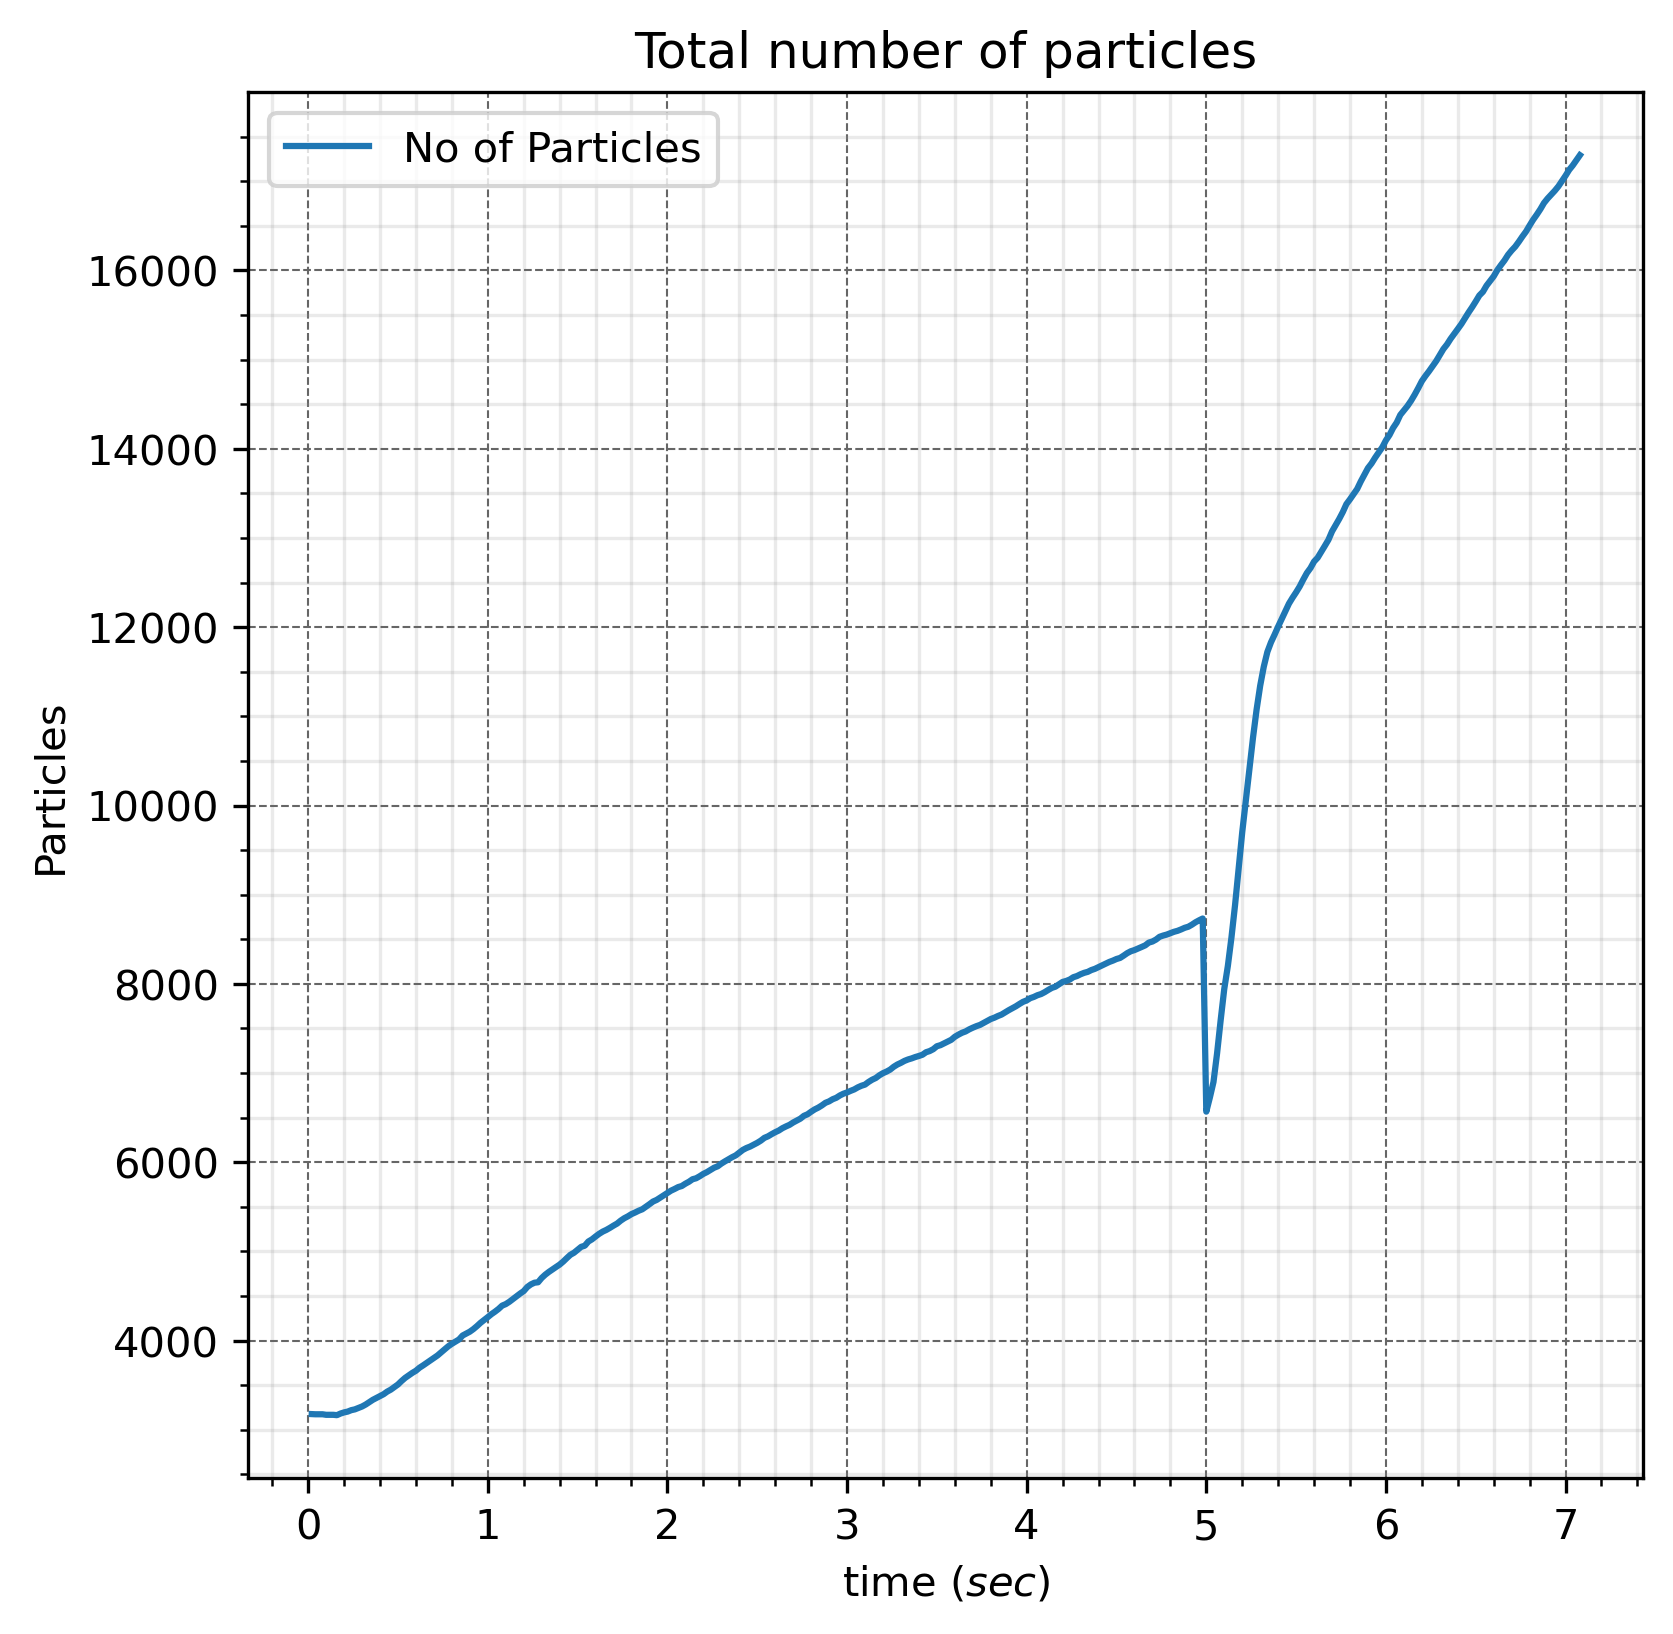 Total number of particles
No of Particles
16000
14000
12000
10000
8000
6000
4000
Particles
0 1 2 3 4 5 6 7
time (sec)